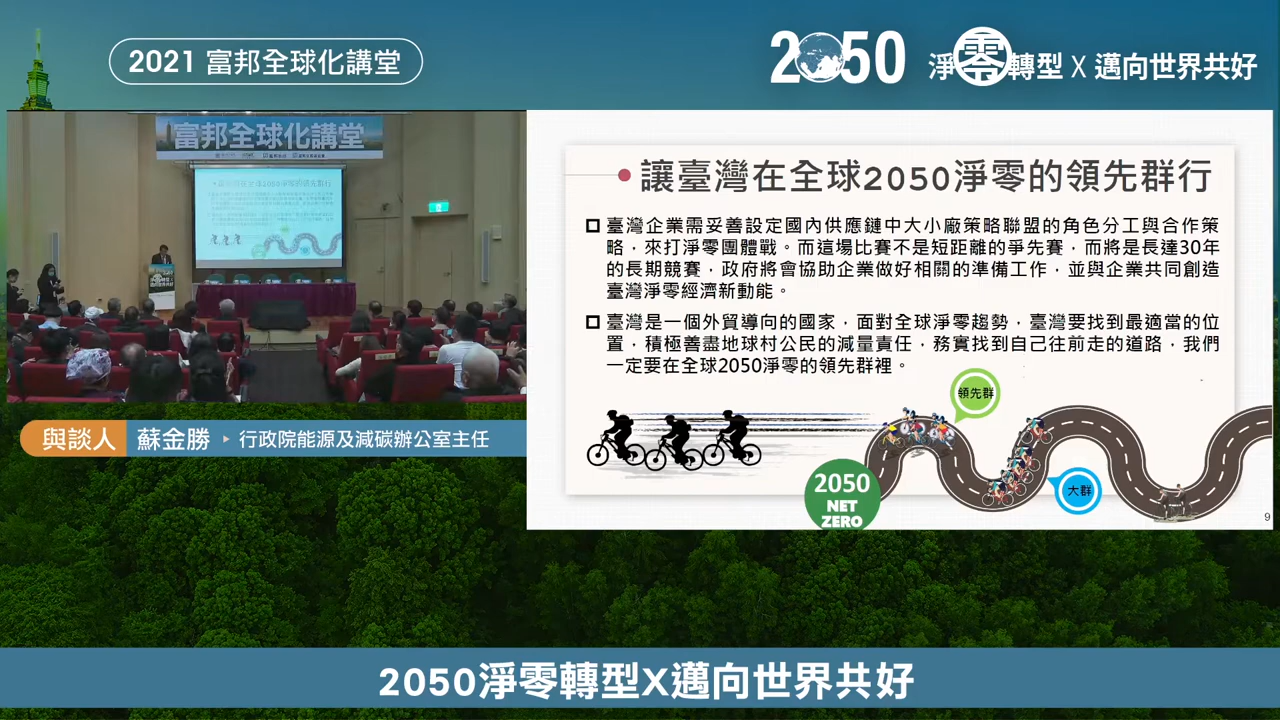 2021 富邦全球化講堂
2050 淨零轉型 X 邁向世界共好
富邦全球化講堂
與談人 蘇金勝 行政院能源及減碳辦公室主任
讓臺灣在全球2050淨零的領先群行
臺灣企業需妥善設定國內供應鏈中大小廠策略聯盟的角色分工與合作策
略，來打淨零團體戰。而這場比賽不是短距離的爭先賽，而將是長達30年
的長期競賽，政府將會協助企業做好相關的準備工作，並與企業共同創造
臺灣淨零經濟新動能。
臺灣是一個外貿導向的國家，面對全球淨零趨勢，臺灣要找到最適當的位
置，積極善盡地球村公民的減量責任，務實找到自己往前走的道路，我們
一定要在全球2050淨零的領先群裡。
領先群
大群
2050
NET
ZERO
9
2050淨零轉型X邁向世界共好